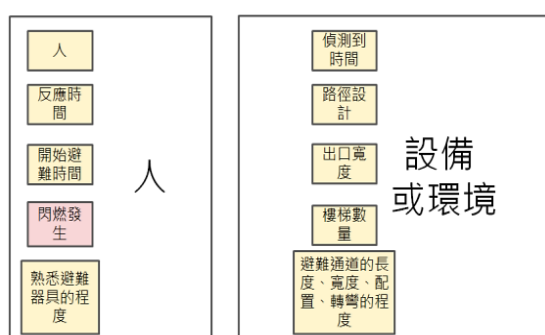 人
反應時
間
開始避
難時間
閃燃發
生
熟悉避難
器具的程
度
人
偵測到
時間
路徑設
計
出口寬
度
樓梯數
量
避難通道的長
度、寬度、配
置、轉彎的程
度
設備
或環境